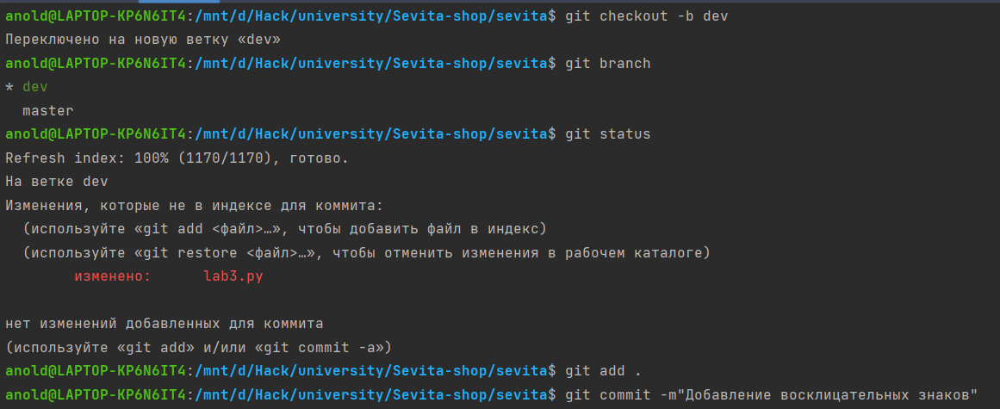 anold@LAPTOP-KP6N6IT4:/mnt/d/Hack/university/Sevita-shop/sevita$ git checkout -b dev
Переключено на новую ветку «dev»
anold@LAPTOP-KP6N6IT4:/mnt/d/Hack/university/Sevita-shop/sevita$ git branch
* dev
  master
anold@LAPTOP-KP6N6IT4:/mnt/d/Hack/university/Sevita-shop/sevita$ git status
Refresh index: 100% (1170/1170), готово.
На ветке dev
Изменения, которые не в индексе для коммита:
  (используйте «git add <файл>…», чтобы добавить файл в индекс)
  (используйте «git restore <файл>…», чтобы отменить изменения в рабочем каталоге)
        изменено:      lab3.py
нет изменений добавленных для коммита
(используйте «git add» и/или «git commit -a»)
anold@LAPTOP-KP6N6IT4:/mnt/d/Hack/university/Sevita-shop/sevita$ git add .
anold@LAPTOP-KP6N6IT4:/mnt/d/Hack/university/Sevita-shop/sevita$ git commit -m"Добавление восклицательных знаков"